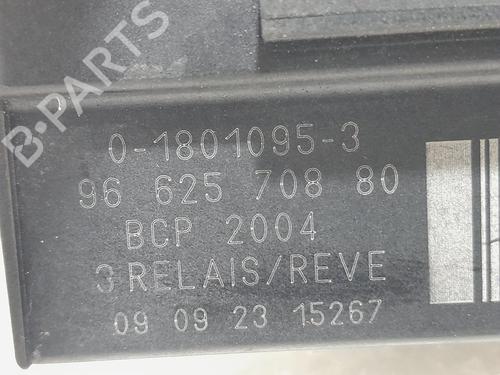 B-PARTS
0-1801095-3
96 625 708 80
BCP 2004
3 RELAIS/REVE
09 09 23 15267